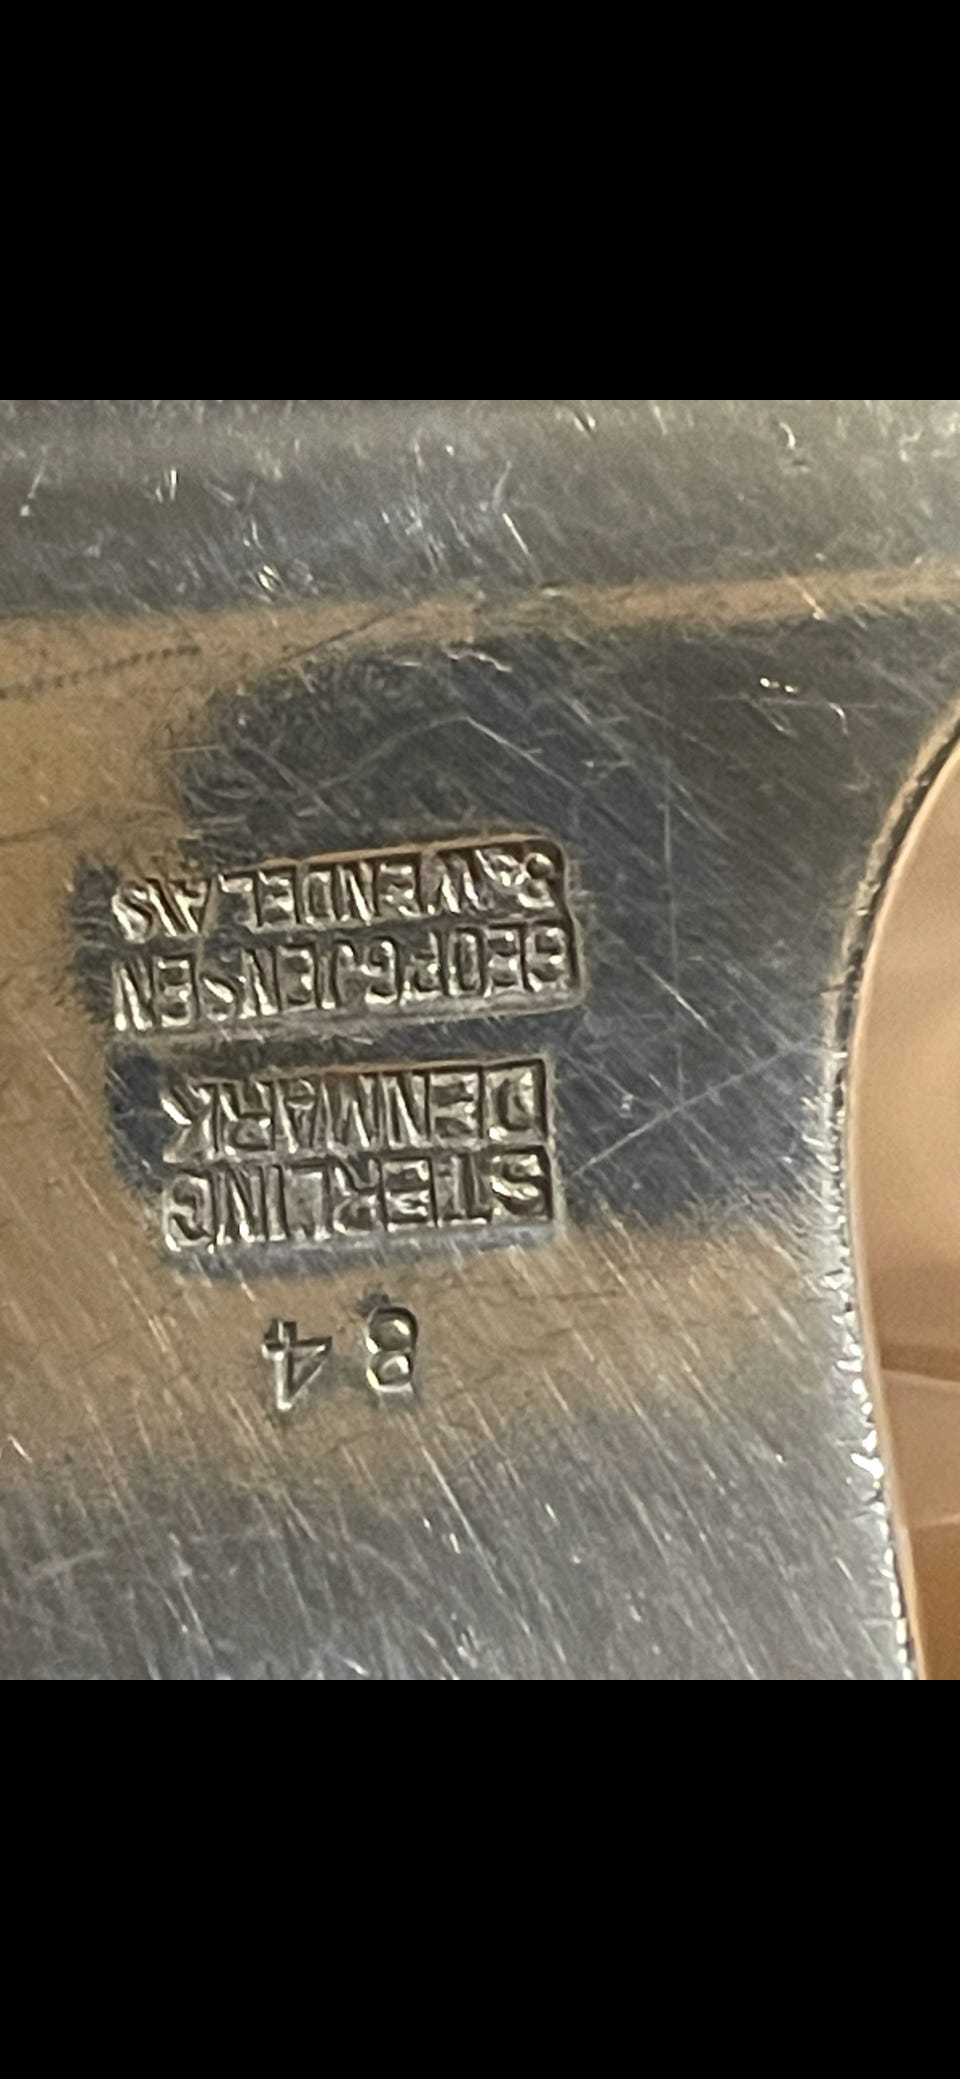 84
STERLING
DENMARK
GEORG JENSEN
& WENDEL A/S